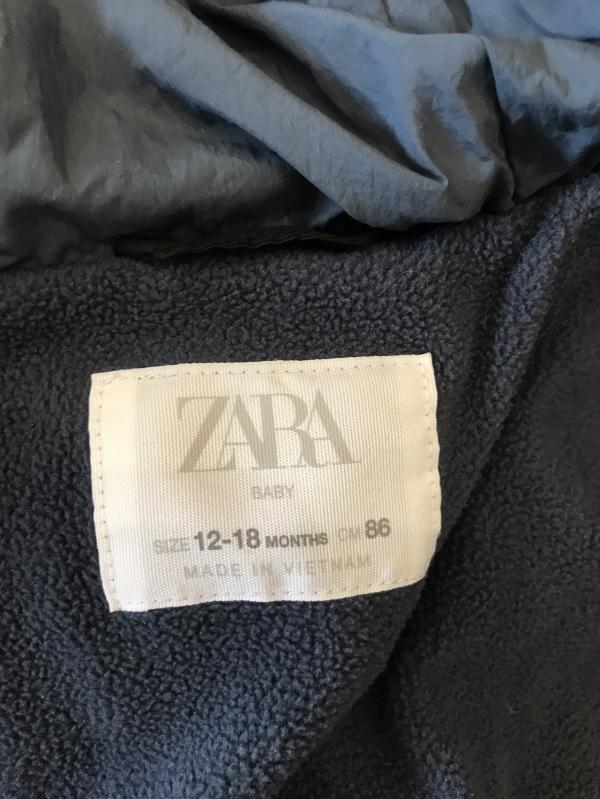 ZARA
BABY
SIZE 12-18 MONTHS CM 86
MADE IN VIETNAM